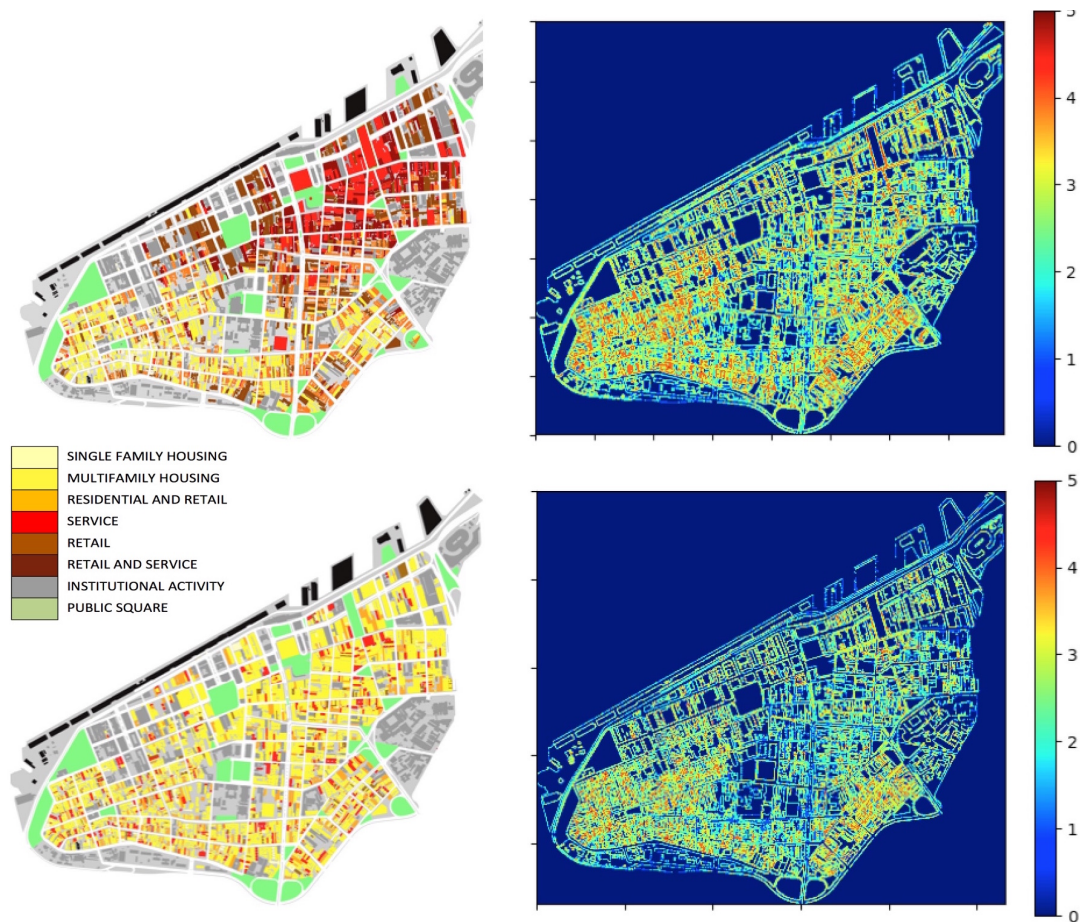 5
4
3
2
1
0
SINGLE FAMILY HOUSING
MULTIFAMILY HOUSING
RESIDENTIAL AND RETAIL
SERVICE
RETAIL
RETAIL AND SERVICE
INSTITUTIONAL ACTIVITY
PUBLIC SQUARE
5
4
3
2
1
0